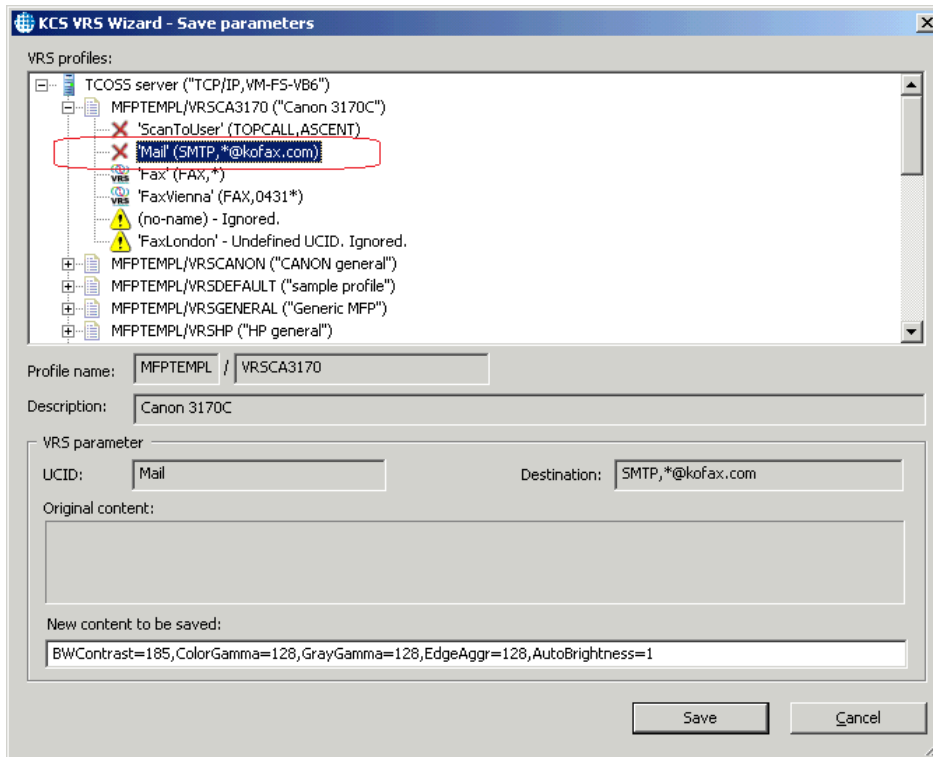 KCS VRS Wizard - Save parameters
VRS profiles:
TCOSS server ("TCP/IP,VM-FS-VB6")
MFPTEMPL/VRSCA3170 ("Canon 3170C")
'ScanToUser' (TOPCALL,ASCENT)
'Mail' (SMTP,*@kofax.com)
VRS 'Fax' (FAX,*)
VRS 'FaxVienna' (FAX,0431*)
(no-name) - Ignored.
'FaxLondon' - Undefined UCID. Ignored.
MFPTEMPL/VRSCANON ("CANON general")
MFPTEMPL/VRSDEFAULT ("sample profile")
MFPTEMPL/VRSGENERAL ("Generic MFP")
MFPTEMPL/VRSHP ("HP general")
Profile name: MFPTEMPL / VRSCA3170
Description: Canon 3170C
VRS parameter
UCID: Mail Destination: SMTP,*@kofax.com
Original content:
New content to be saved:
BWContrast=185,ColorGamma=128,GrayGamma=128,EdgeAggr=128,AutoBrightness=1
Save Cancel